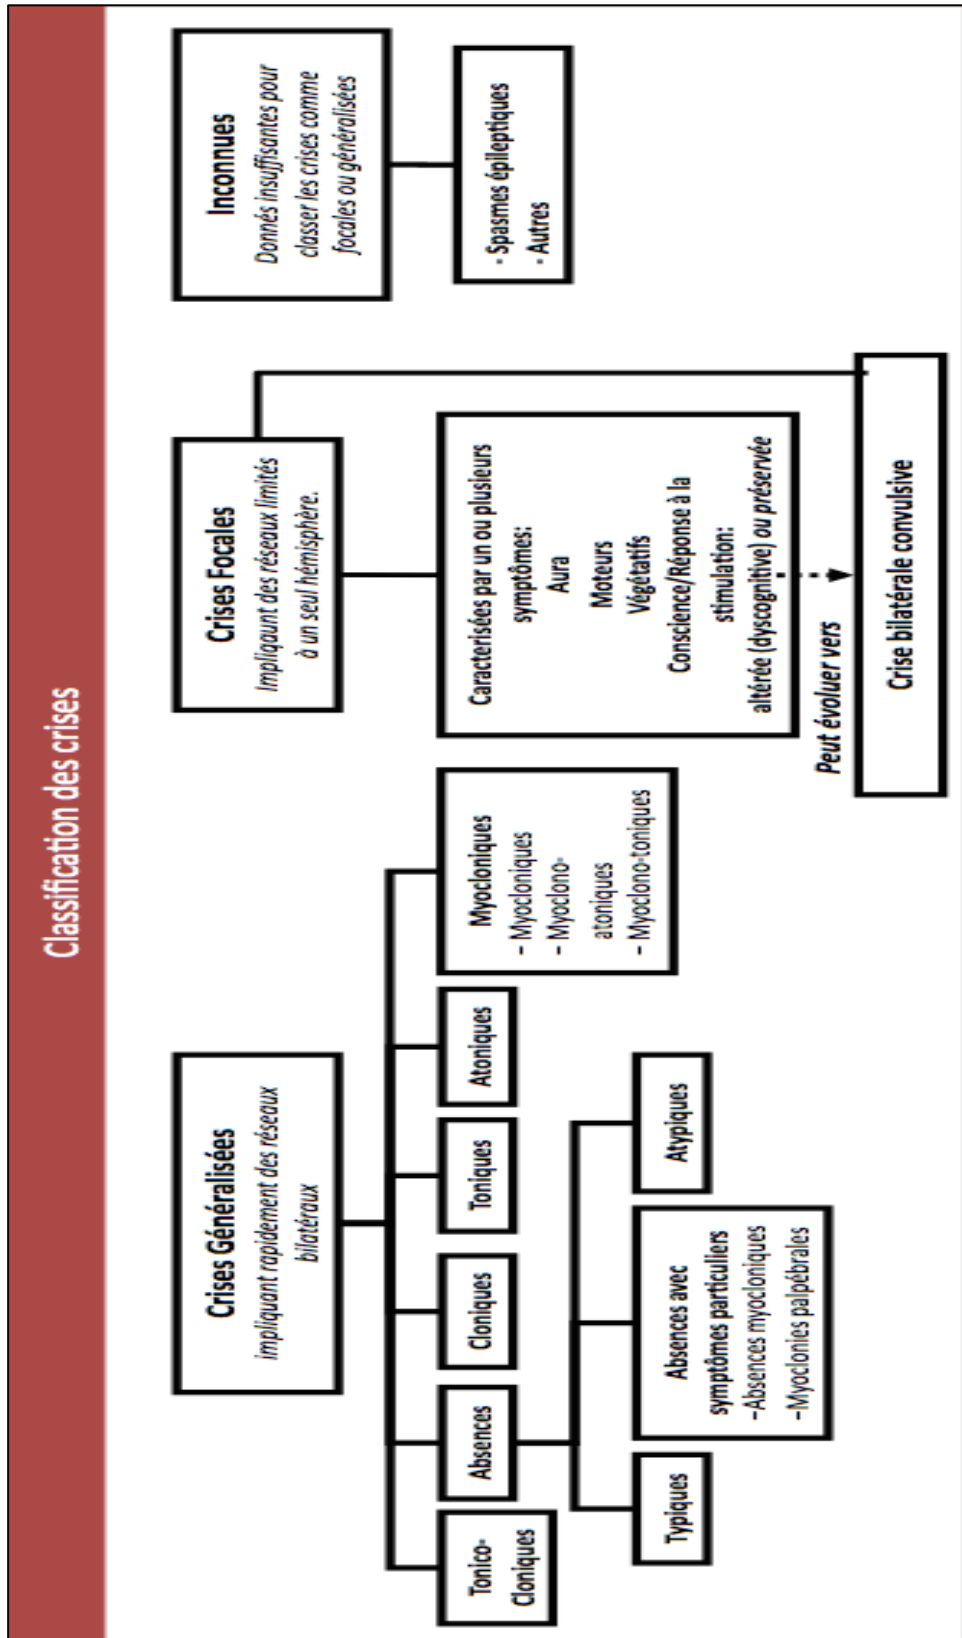 Classification des crises
Crises Généralisées
impliquant rapidement des réseaux
bilatéraux
Tonico-
Cloniques
Absences
Cloniques
Toniques
Atoniques
Myocloniques
– Myocloniques
– Myoclono-
atoniques
– Myoclono-toniques
Typiques
Absences avec
symptômes particuliers
–Absences myocloniques
–Myoclonies palpébrales
Atypiques
Crises Focales
Impliqaunt des réseaux limités
à un seul hémisphère.
Caracterisées par un ou plusieurs
symptômes:
Aura
Moteurs
Végétatifs
Conscience/Réponse à la
stimulation:
altérée (dyscognitive) ou préservée
Peut évoluer vers
Crise bilatérale convulsive
Inconnues
Donnés insuffisantes pour
classer les crises comme
focales ou généralisées
- Spasmes épileptiques
- Autres